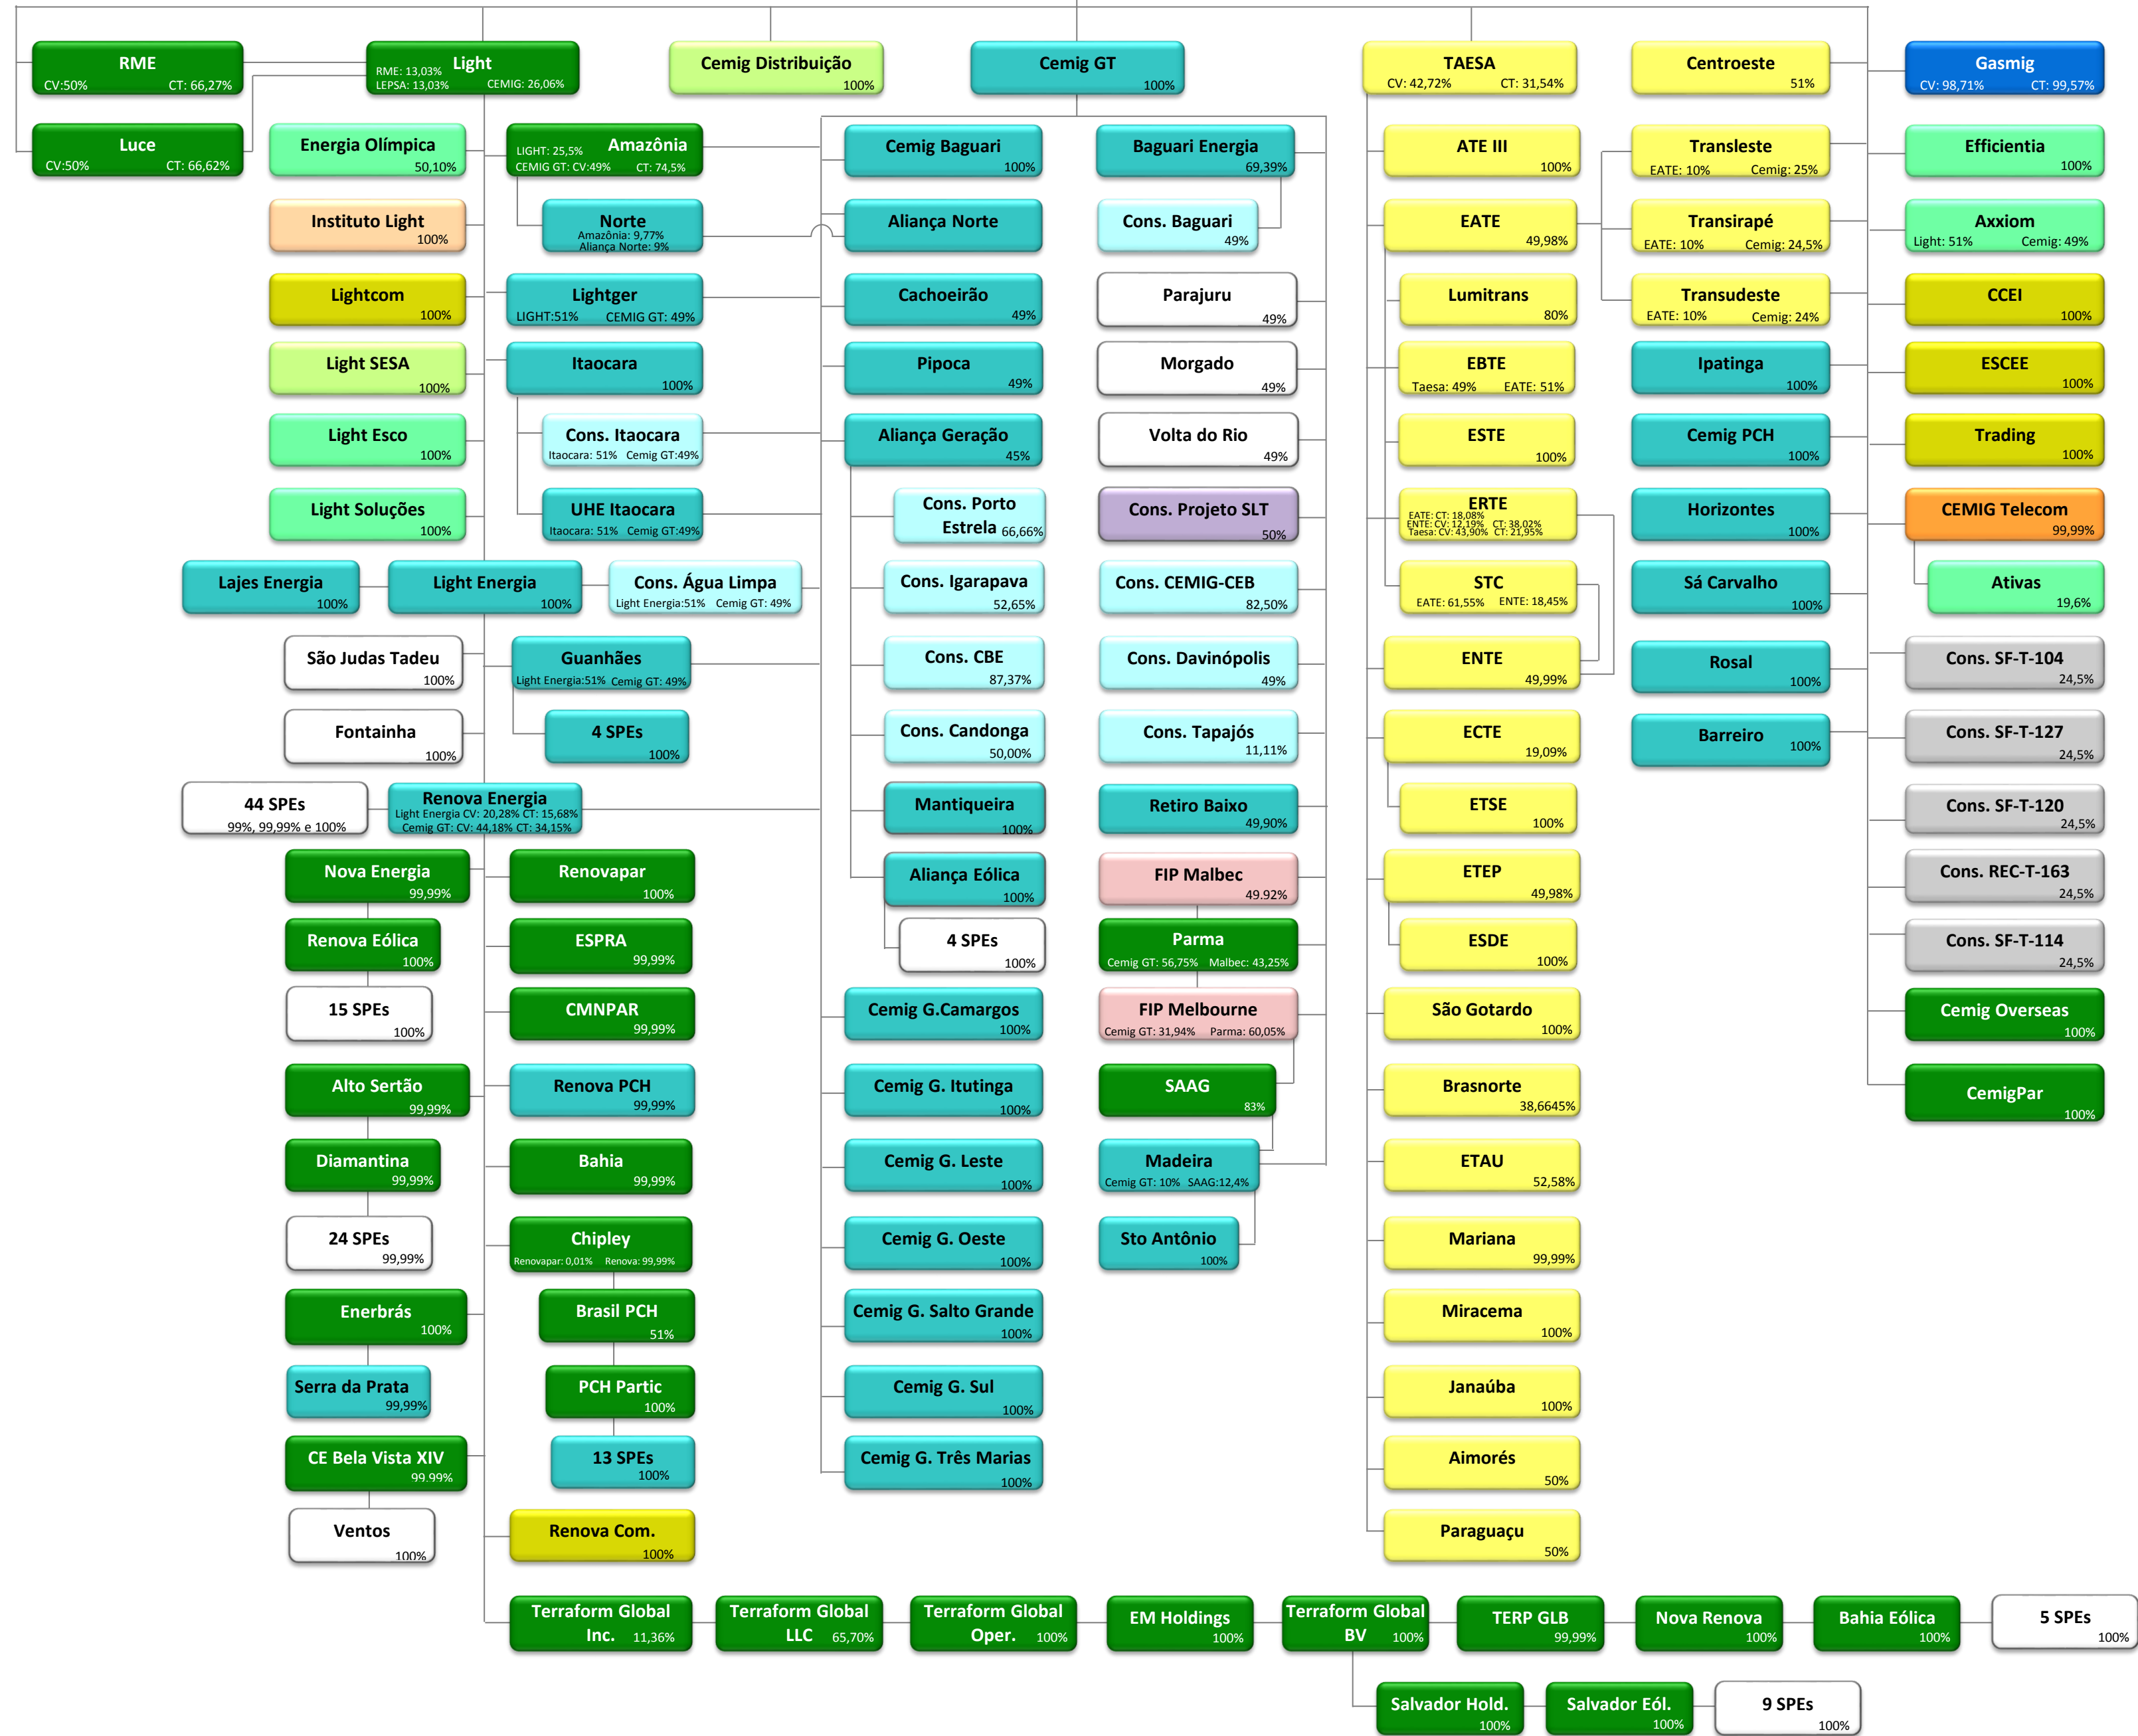 RME
CV:50% CT: 66,27%
Light
RME: 13,03%
LEPSA: 13,03% CEMIG: 26,06%
Cemig Distribuição
100%
Cemig GT
100%
TAESA
CV: 42,72% CT: 31,54%
Centroeste
51%
Gasmig
CV: 98,71% CT: 99,57%
Luce
CV:50% CT: 66,62%
Energia Olímpica
50,10%
Amazônia
LIGHT: 25,5%
CEMIG GT: CV:49% CT: 74,5%
Cemig Baguari
100%
Baguari Energia
69,39%
ATE III
100%
Transleste
EATE: 10% Cemig: 25%
Efficientia
100%
Instituto Light
100%
Norte
Amazônia: 9,77%
Aliança Norte: 9%
Aliança Norte
Cons. Baguari
49%
EATE
49,98%
Transirapé
EATE: 10% Cemig: 24,5%
Axxiom
Light: 51% Cemig: 49%
Lightcom
100%
Lightger
LIGHT:51% CEMIG GT: 49%
Cachoeirão
49%
Parajuru
49%
Lumitrans
80%
Transudeste
EATE: 10% Cemig: 24%
CCEI
100%
Light SESA
100%
Itaocara
100%
Pipoca
49%
Morgado
49%
EBTE
Taesa: 49% EATE: 51%
Ipatinga
100%
ESCEE
100%
Light Esco
100%
Cons. Itaocara
Itaocara: 51% Cemig GT:49%
Aliança Geração
45%
Volta do Rio
49%
ESTE
100%
Cemig PCH
100%
Trading
100%
Light Soluções
100%
UHE Itaocara
Itaocara: 51% Cemig GT:49%
Cons. Porto
Estrela 66,66%
Cons. Projeto SLT
50%
ERTE
EATE: CT: 18,08%
ENTE: CV: 12,19% CT: 38,02%
Taesa: CV: 43,90% CT: 21,95%
Horizontes
100%
CEMIG Telecom
99,99%
Lajes Energia
100%
Light Energia
100%
Cons. Água Limpa
Light Energia:51% Cemig GT: 49%
Cons. Igarapava
52,65%
Cons. CEMIG-CEB
82,50%
STC
EATE: 61,55% ENTE: 18,45%
Sá Carvalho
100%
Ativas
19,6%
São Judas Tadeu
100%
Guanhães
Light Energia:51% Cemig GT: 49%
Cons. CBE
87,37%
Cons. Davinópolis
49%
ENTE
49,99%
Rosal
100%
Cons. SF-T-104
24,5%
Fontainha
100%
4 SPEs
100%
Cons. Candonga
50,00%
Cons. Tapajós
11,11%
ECTE
19,09%
Barreiro
100%
Cons. SF-T-127
24,5%
44 SPEs
99%, 99,99% e 100%
Renova Energia
Light Energia CV: 20,28% CT: 15,68%
Cemig GT: CV: 44,18% CT: 34,15%
Mantiqueira
100%
Retiro Baixo
49,90%
ETSE
100%
Cons. SF-T-120
24,5%
Nova Energia
99,99%
Renovapar
100%
Aliança Eólica
100%
FIP Malbec
49.92%
ETEP
49,98%
Cons. REC-T-163
24,5%
Renova Eólica
100%
ESPRA
99,99%
4 SPEs
100%
Parma
Cemig GT: 56,75% Malbec: 43,25%
ESDE
100%
Cons. SF-T-114
24,5%
15 SPEs
100%
CMNPAR
99,99%
Cemig G.Camargos
100%
FIP Melbourne
Cemig GT: 31,94% Parma: 60,05%
São Gotardo
100%
Cemig Overseas
100%
Alto Sertão
99,99%
Renova PCH
99,99%
Cemig G. Itutinga
100%
SAAG
83%
Brasnorte
38,6645%
CemigPar
100%
Diamantina
99,99%
Bahia
99,99%
Cemig G. Leste
100%
Madeira
Cemig GT: 10% SAAG:12,4%
ETAU
52,58%
24 SPEs
99,99%
Chipley
Renovapar: 0,01% Renova: 99,99%
Cemig G. Oeste
100%
Sto Antônio
100%
Mariana
99,99%
Enerbrás
100%
Brasil PCH
51%
Cemig G. Salto Grande
100%
Miracema
100%
Serra da Prata
99,99%
PCH Partic
100%
Cemig G. Sul
100%
Janaúba
100%
CE Bela Vista XIV
99.99%
13 SPEs
100%
Cemig G. Três Marias
100%
Aimorés
50%
Ventos
100%
Renova Com.
100%
Paraguaçu
50%
Terraform Global
Inc. 11,36%
Terraform Global
LLC 65,70%
Terraform Global
Oper. 100%
EM Holdings
100%
Terraform Global
BV 100%
TERP GLB
99,99%
Nova Renova
100%
Bahia Eólica
100%
5 SPEs
100%
Salvador Hold.
100%
Salvador Eól.
100%
9 SPEs
100%